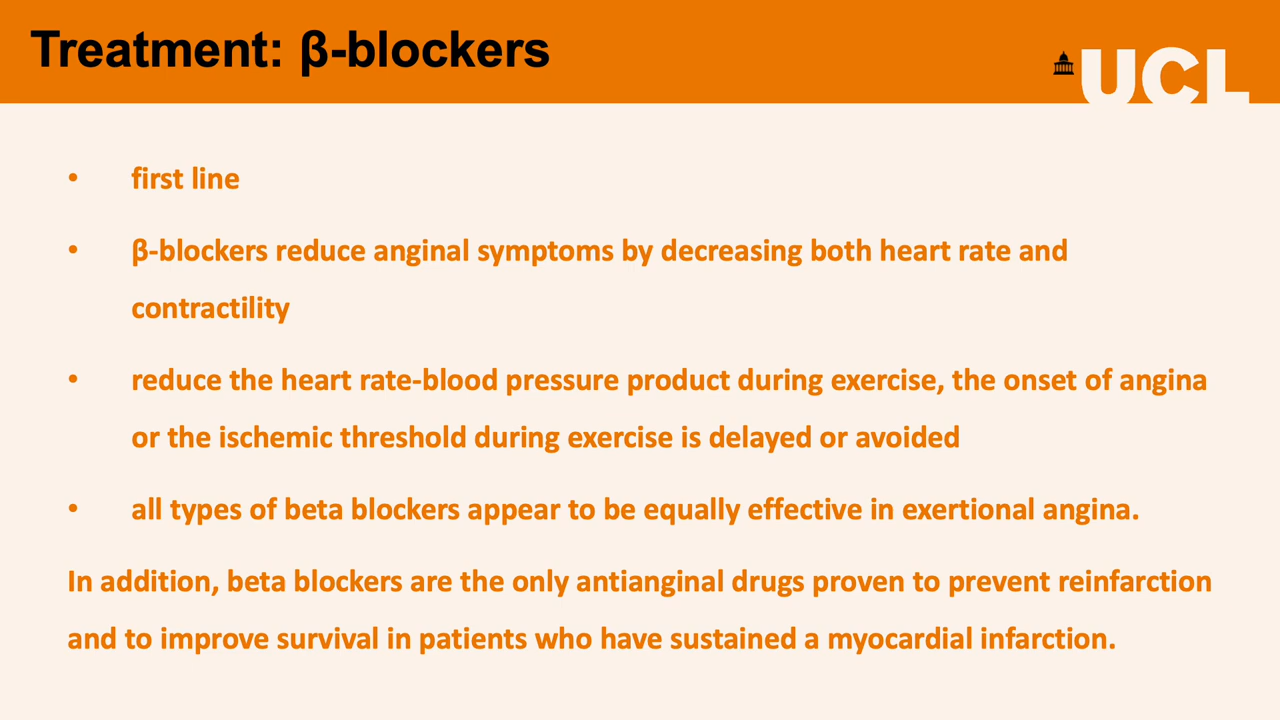 Treatment: β-blockers
UCL
• first line
• β-blockers reduce anginal symptoms by decreasing both heart rate and
contractility
• reduce the heart rate-blood pressure product during exercise, the onset of angina
or the ischemic threshold during exercise is delayed or avoided
• all types of beta blockers appear to be equally effective in exertional angina.
In addition, beta blockers are the only antianginal drugs proven to prevent reinfarction
and to improve survival in patients who have sustained a myocardial infarction.